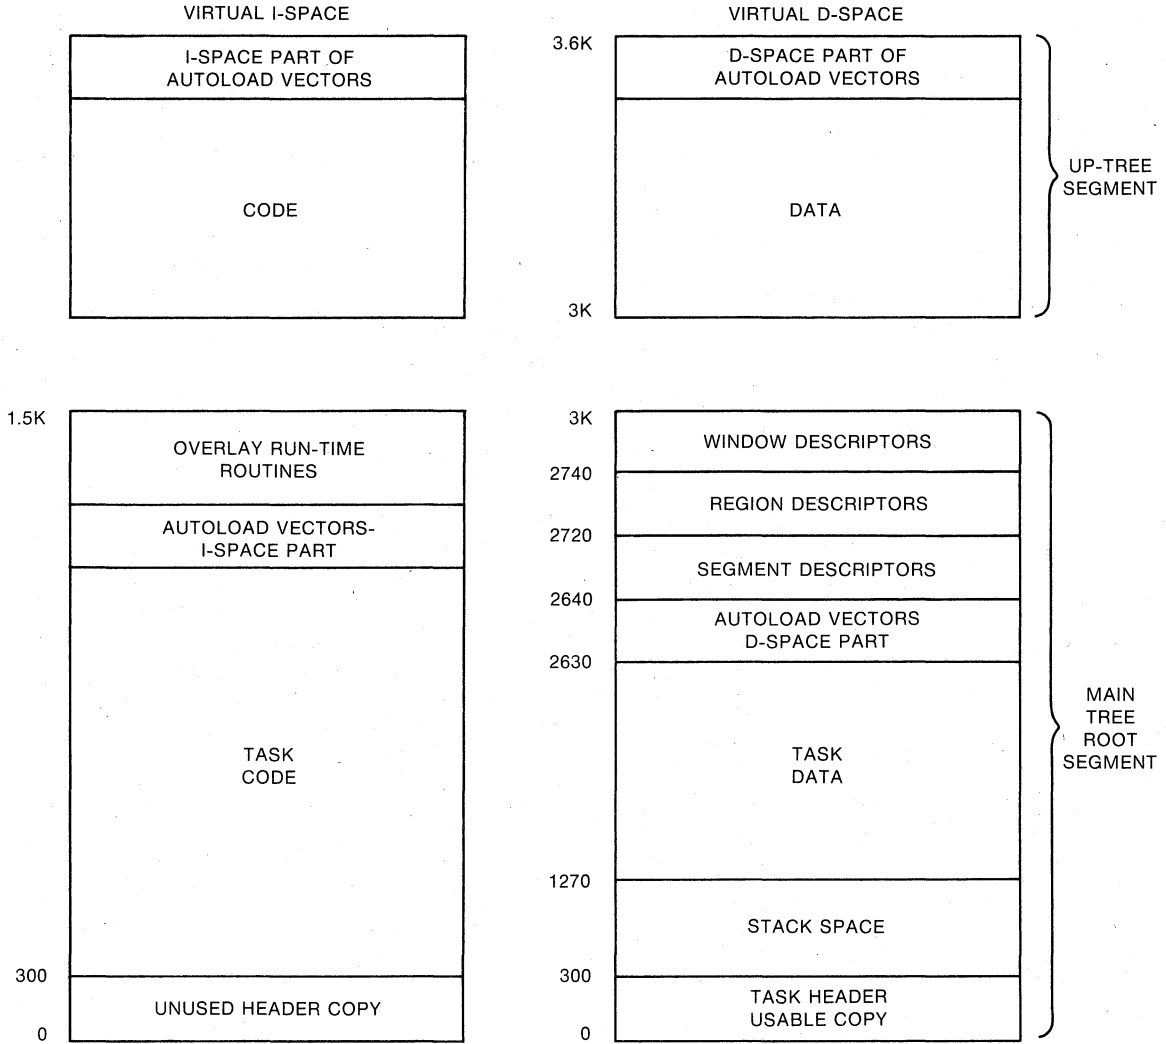 VIRTUAL I-SPACE
VIRTUAL D-SPACE
I-SPACE PART OF
AUTOLOAD VECTORS
CODE
3.6K
D-SPACE PART OF
AUTOLOAD VECTORS
DATA
3K
UP-TREE
SEGMENT
1.5K
OVERLAY RUN-TIME
ROUTINES
AUTOLOAD VECTORS-
I-SPACE PART
TASK
CODE
300
UNUSED HEADER COPY
0
3K
WINDOW DESCRIPTORS
2740
REGION DESCRIPTORS
2720
SEGMENT DESCRIPTORS
2640
AUTOLOAD VECTORS
D-SPACE PART
2630
TASK
DATA
1270
STACK SPACE
300
TASK HEADER
USABLE COPY
0
MAIN
TREE
ROOT
SEGMENT